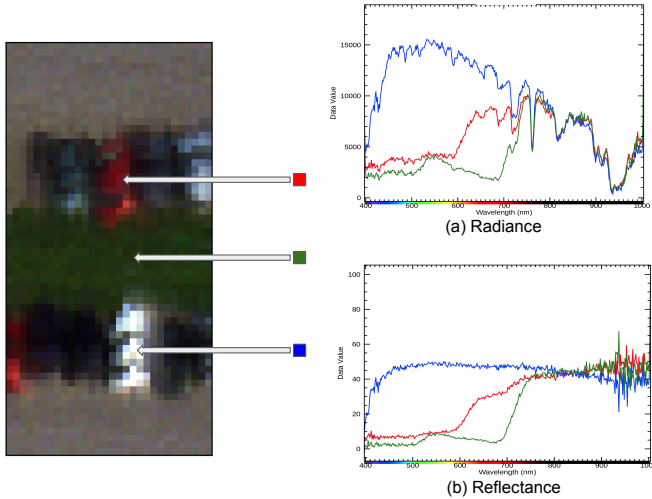 15000
10000
5000
0
Data Value
400 500 600 700 800 900 1000
Wavelength (nm)
(a) Radiance
100
80
60
40
20
0
Data Value
400 500 600 700 800 900 1000
Wavelength (nm)
(b) Reflectance